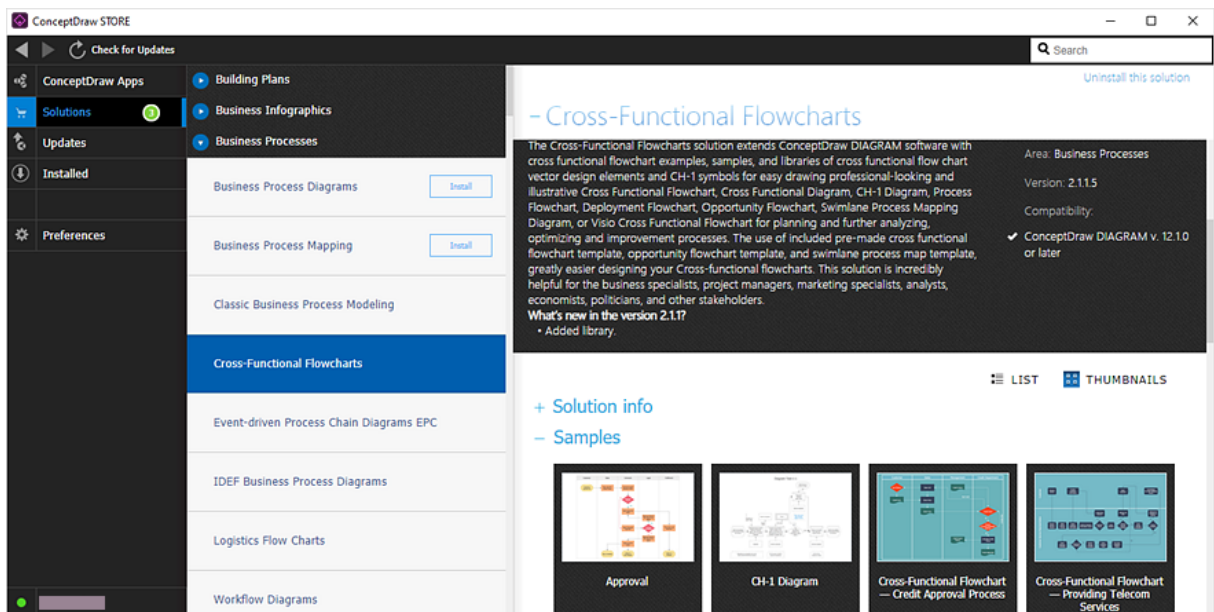 ConceptDraw STORE
Check for Updates
Search
ConceptDraw Apps
Solutions
3
Updates
Installed
Preferences
Building Plans
Business Infographics
Business Processes
Business Process Diagrams
Install
Business Process Mapping
Install
Classic Business Process Modeling
Cross-Functional Flowcharts
Event-driven Process Chain Diagrams EPC
IDEF Business Process Diagrams
Logistics Flow Charts
Workflow Diagrams
Uninstall this solution
– Cross-Functional Flowcharts
The Cross-Functional Flowcharts solution extends ConceptDraw DIAGRAM software with
cross functional flowchart examples, samples, and libraries of cross functional flow chart
vector design elements and CH-1 symbols for easy drawing professional-looking and
illustrative Cross Functional Flowchart, Cross Functional Diagram, CH-1 Diagram, Process
Flowchart, Deployment Flowchart, Opportunity Flowchart, Swimlane Process Mapping
Diagram, or Visio Cross Functional Flowchart for planning and further analyzing,
optimizing and improvement processes. The use of included pre-made cross functional
flowchart template, opportunity flowchart template, and swimlane process map template,
greatly easier designing your Cross-functional flowcharts. This solution is incredibly
helpful for the business specialists, project managers, marketing specialists, analysts,
economists, politicians, and other stakeholders.
What's new in the version 2.1.1?
• Added library.
Area: Business Processes
Version: 2.1.1.5
Compatibility:
✔ ConceptDraw DIAGRAM v. 12.1.0
or later
LIST
THUMBNAILS
+ Solution info
– Samples
Approval
CH-1 Diagram
Cross-Functional Flowchart
— Credit Approval Process
Cross-Functional Flowchart
— Providing Telecom
Services